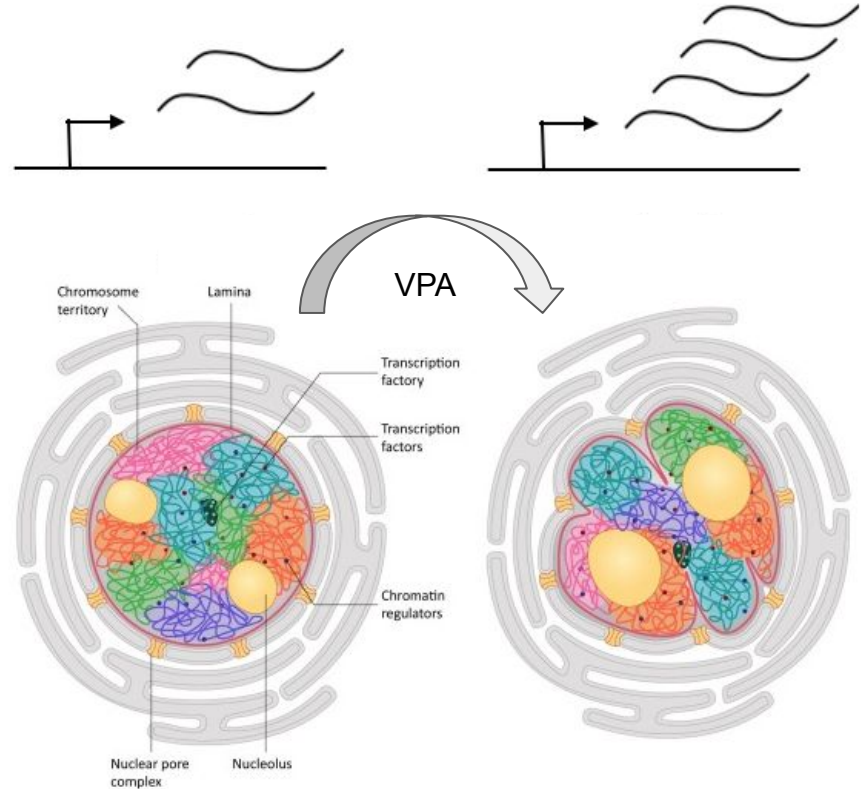 VPA
Chromosome
territory
Lamina
Transcription
factory
Transcription
factors
Chromatin
regulators
Nuclear pore
complex
Nucleolus